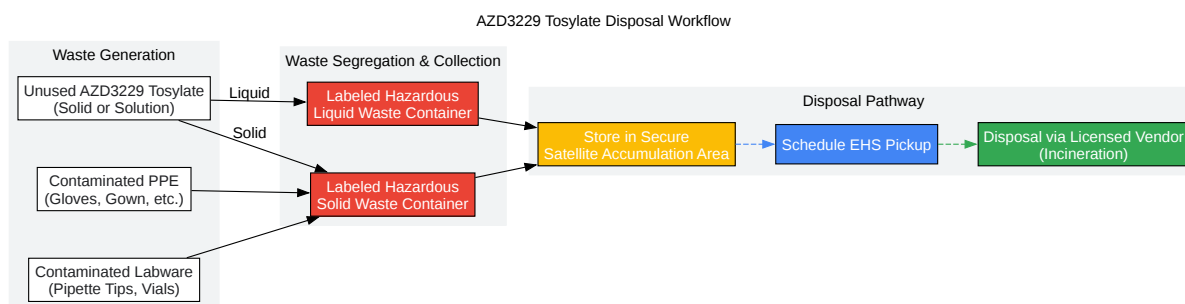 AZD3229 Tosylate Disposal Workflow
Waste Generation
Unused AZD3229 Tosylate
(Solid or Solution)
Contaminated PPE
(Gloves, Gown, etc.)
Contaminated Labware
(Pipette Tips, Vials)
Liquid
Solid
Waste Segregation & Collection
Labeled Hazardous
Liquid Waste Container
Labeled Hazardous
Solid Waste Container
Disposal Pathway
Store in Secure
Satellite Accumulation Area
Schedule EHS Pickup
Disposal via Licensed Vendor
(Incineration)